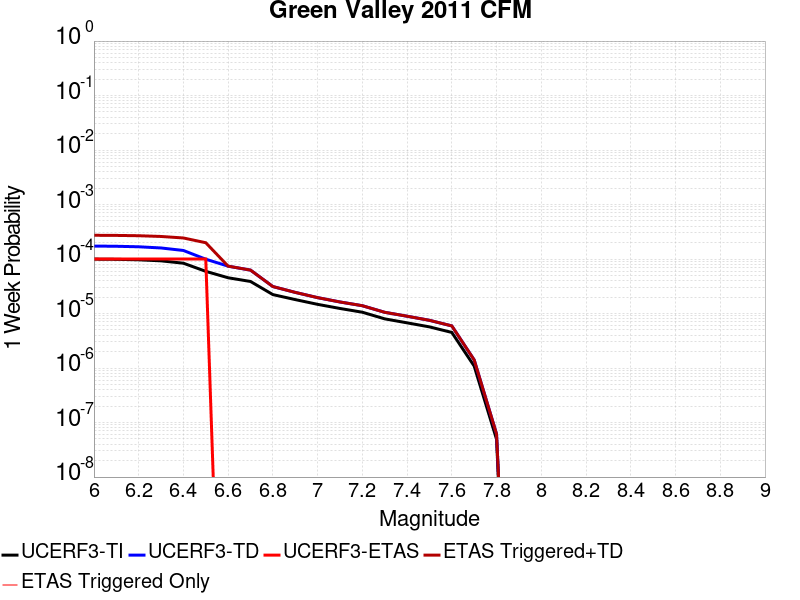 Green Valley 2011 CFM
10^0
10^-1
10^-2
10^-3
10^-4
10^-5
10^-6
10^-7
10^-8
1 Week Probability
6 6.2 6.4 6.6 6.8 7 7.2 7.4 7.6 7.8 8 8.2 8.4 8.6 8.8 9
Magnitude
UCERF3-TI UCERF3-TD UCERF3-ETAS ETAS Triggered+TD
ETAS Triggered Only